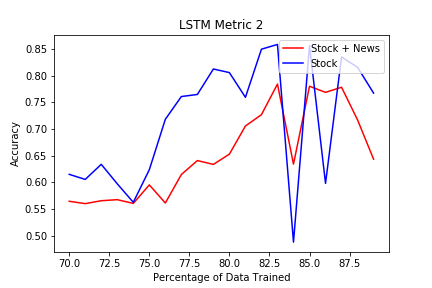 LSTM Metric 2
Stock + News
Stock
0.85
0.80
0.75
0.70
0.65
0.60
0.55
0.50
Accuracy
70.0 72.5 75.0 77.5 80.0 82.5 85.0 87.5
Percentage of Data Trained